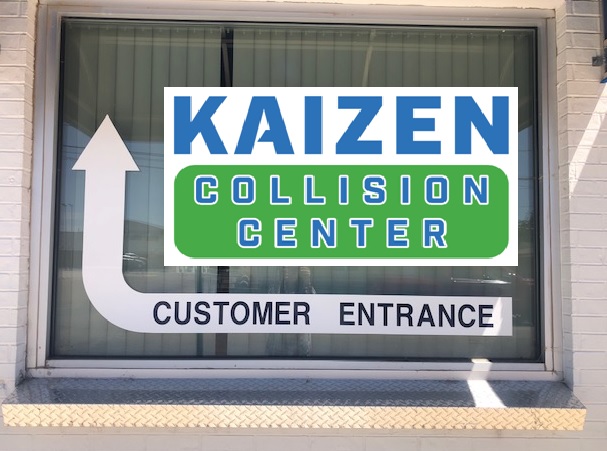 KAIZEN
COLLISION
CENTER
CUSTOMER ENTRANCE